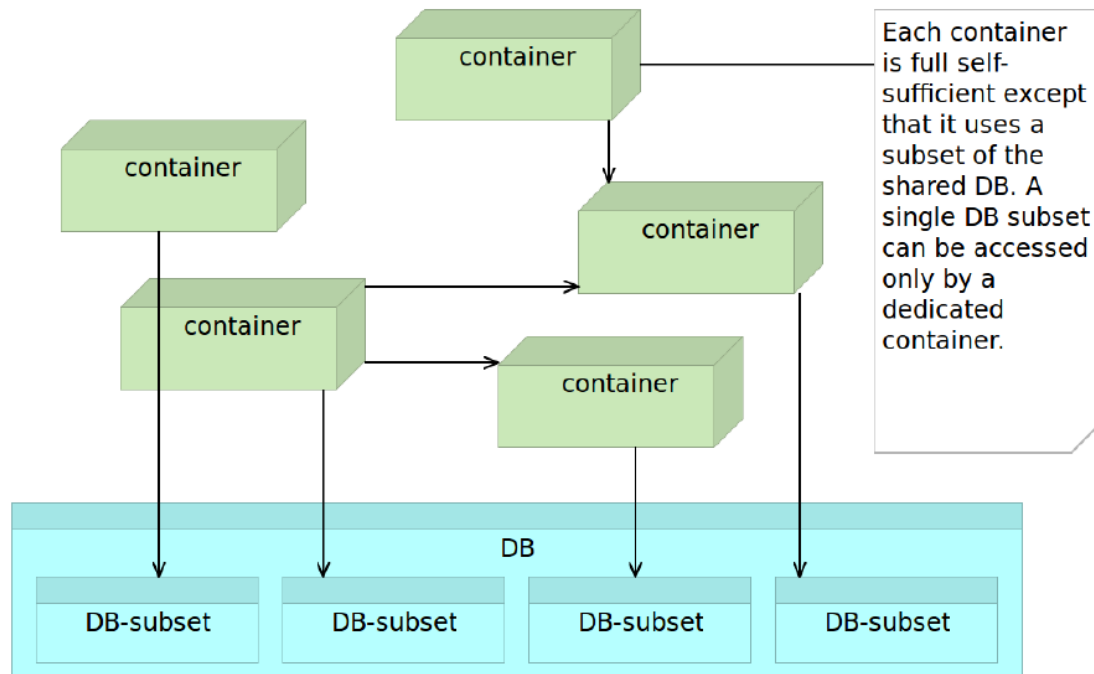 container
Each container
is full self-
sufficient except
that it uses a
subset of the
shared DB. A
single DB subset
can be accessed
only by a
dedicated
container.
container
container
container
container
DB
DB-subset
DB-subset
DB-subset
DB-subset